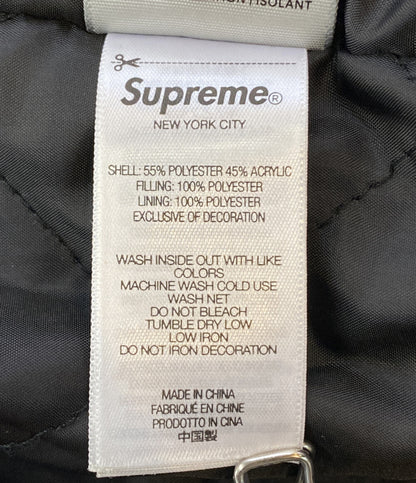 ISOLANT
Supreme®
NEW YORK CITY
SHELL: 55% POLYESTER 45% ACRYLIC
FILLING: 100% POLYESTER
LINING: 100% POLYESTER
EXCLUSIVE OF DECORATION
WASH INSIDE OUT WITH LIKE
COLORS
MACHINE WASH COLD USE
WASH NET
DO NOT BLEACH
TUMBLE DRY LOW
LOW IRON
DO NOT IRON DECORATION
MADE IN CHINA
FABRIQUÉ EN CHINE
PRODOTTO IN CINA
中国製